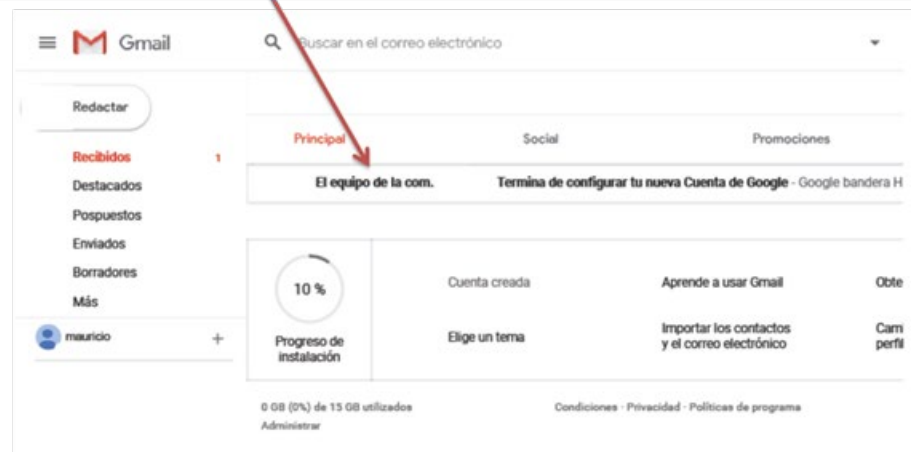 Gmail
Buscar en el correo electrónico
Redactar
Principal Social Promociones
Recibidos 1
El equipo de la com. Termina de configurar tu nueva Cuenta de Google - Google bandera H
Destacados
Pospuestos
Enviados
Borradores
Más
mauricio +
10 %
Progreso de
instalación
Cuenta creada Aprende a usar Gmail Obte
Elige un tema Importar los contactos
y el correo electrónico Cam
perfil
0 GB (0%) de 15 GB utilizados Condiciones · Privacidad · Políticas de programa
Administrar